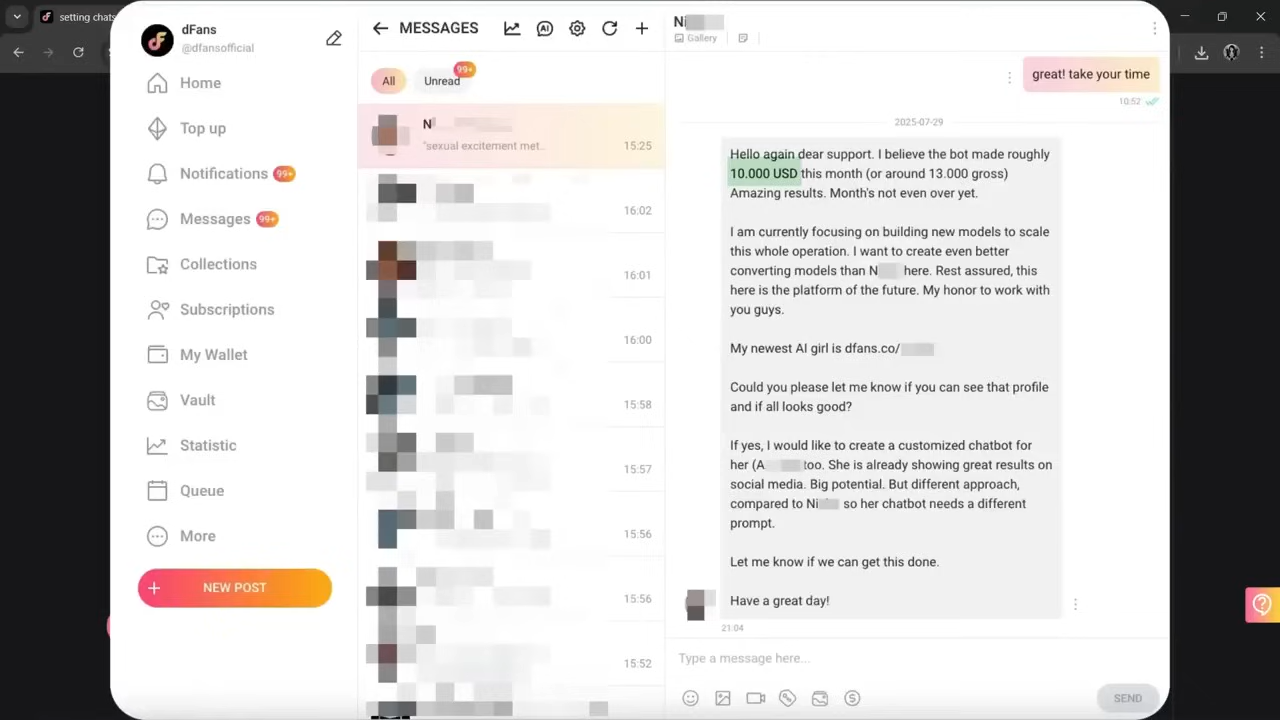 setting chats
dFans
@dfansofficial
Home
Top up
Notifications 99+
Messages 99+
Collections
Subscriptions
My Wallet
Vault
Statistic
Queue
More
+ NEW POST
MESSAGES
AI
All
Unread 99+
N
"sexual excitement met...
15:25
16:02
16:01
16:00
15:58
15:57
15:56
15:56
15:52
Ni
Gallery
great! take your time
10:52
2025-07-29
Hello again dear support. I believe the bot made roughly
10.000 USD this month (or around 13.000 gross)
Amazing results. Month's not even over yet.
I am currently focusing on building new models to scale
this whole operation. I want to create even better
converting models than N here. Rest assured, this
here is the platform of the future. My honor to work with
you guys.
My newest AI girl is dfans.co/
Could you please let me know if you can see that profile
and if all looks good?
If yes, I would like to create a customized chatbot for
her (A too. She is already showing great results on
social media. Big potential. But different approach,
compared to Ni so her chatbot needs a different
prompt.
Let me know if we can get this done.
Have a great day!
21:04
Type a message here...
SEND